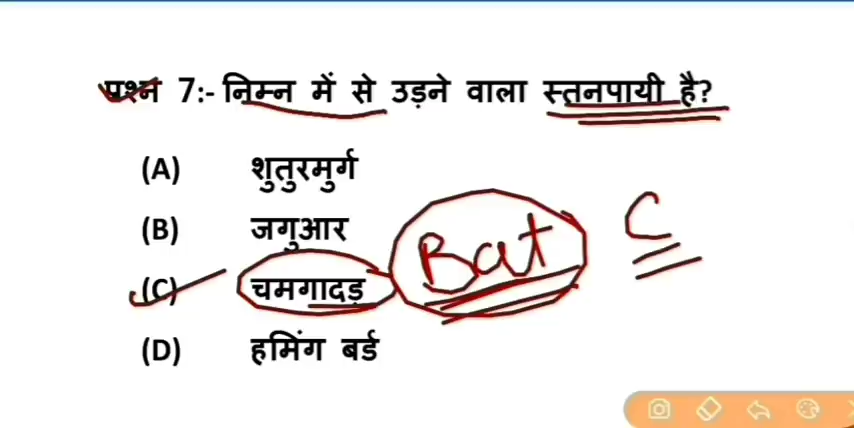 प्रश्न 7:- निम्न में से उड़ने वाला स्तनपायी है?
(A) शुतुरमुर्ग
(B) जगुआर
(C) चमगादड़ Bat C
(D) हमिंग बर्ड